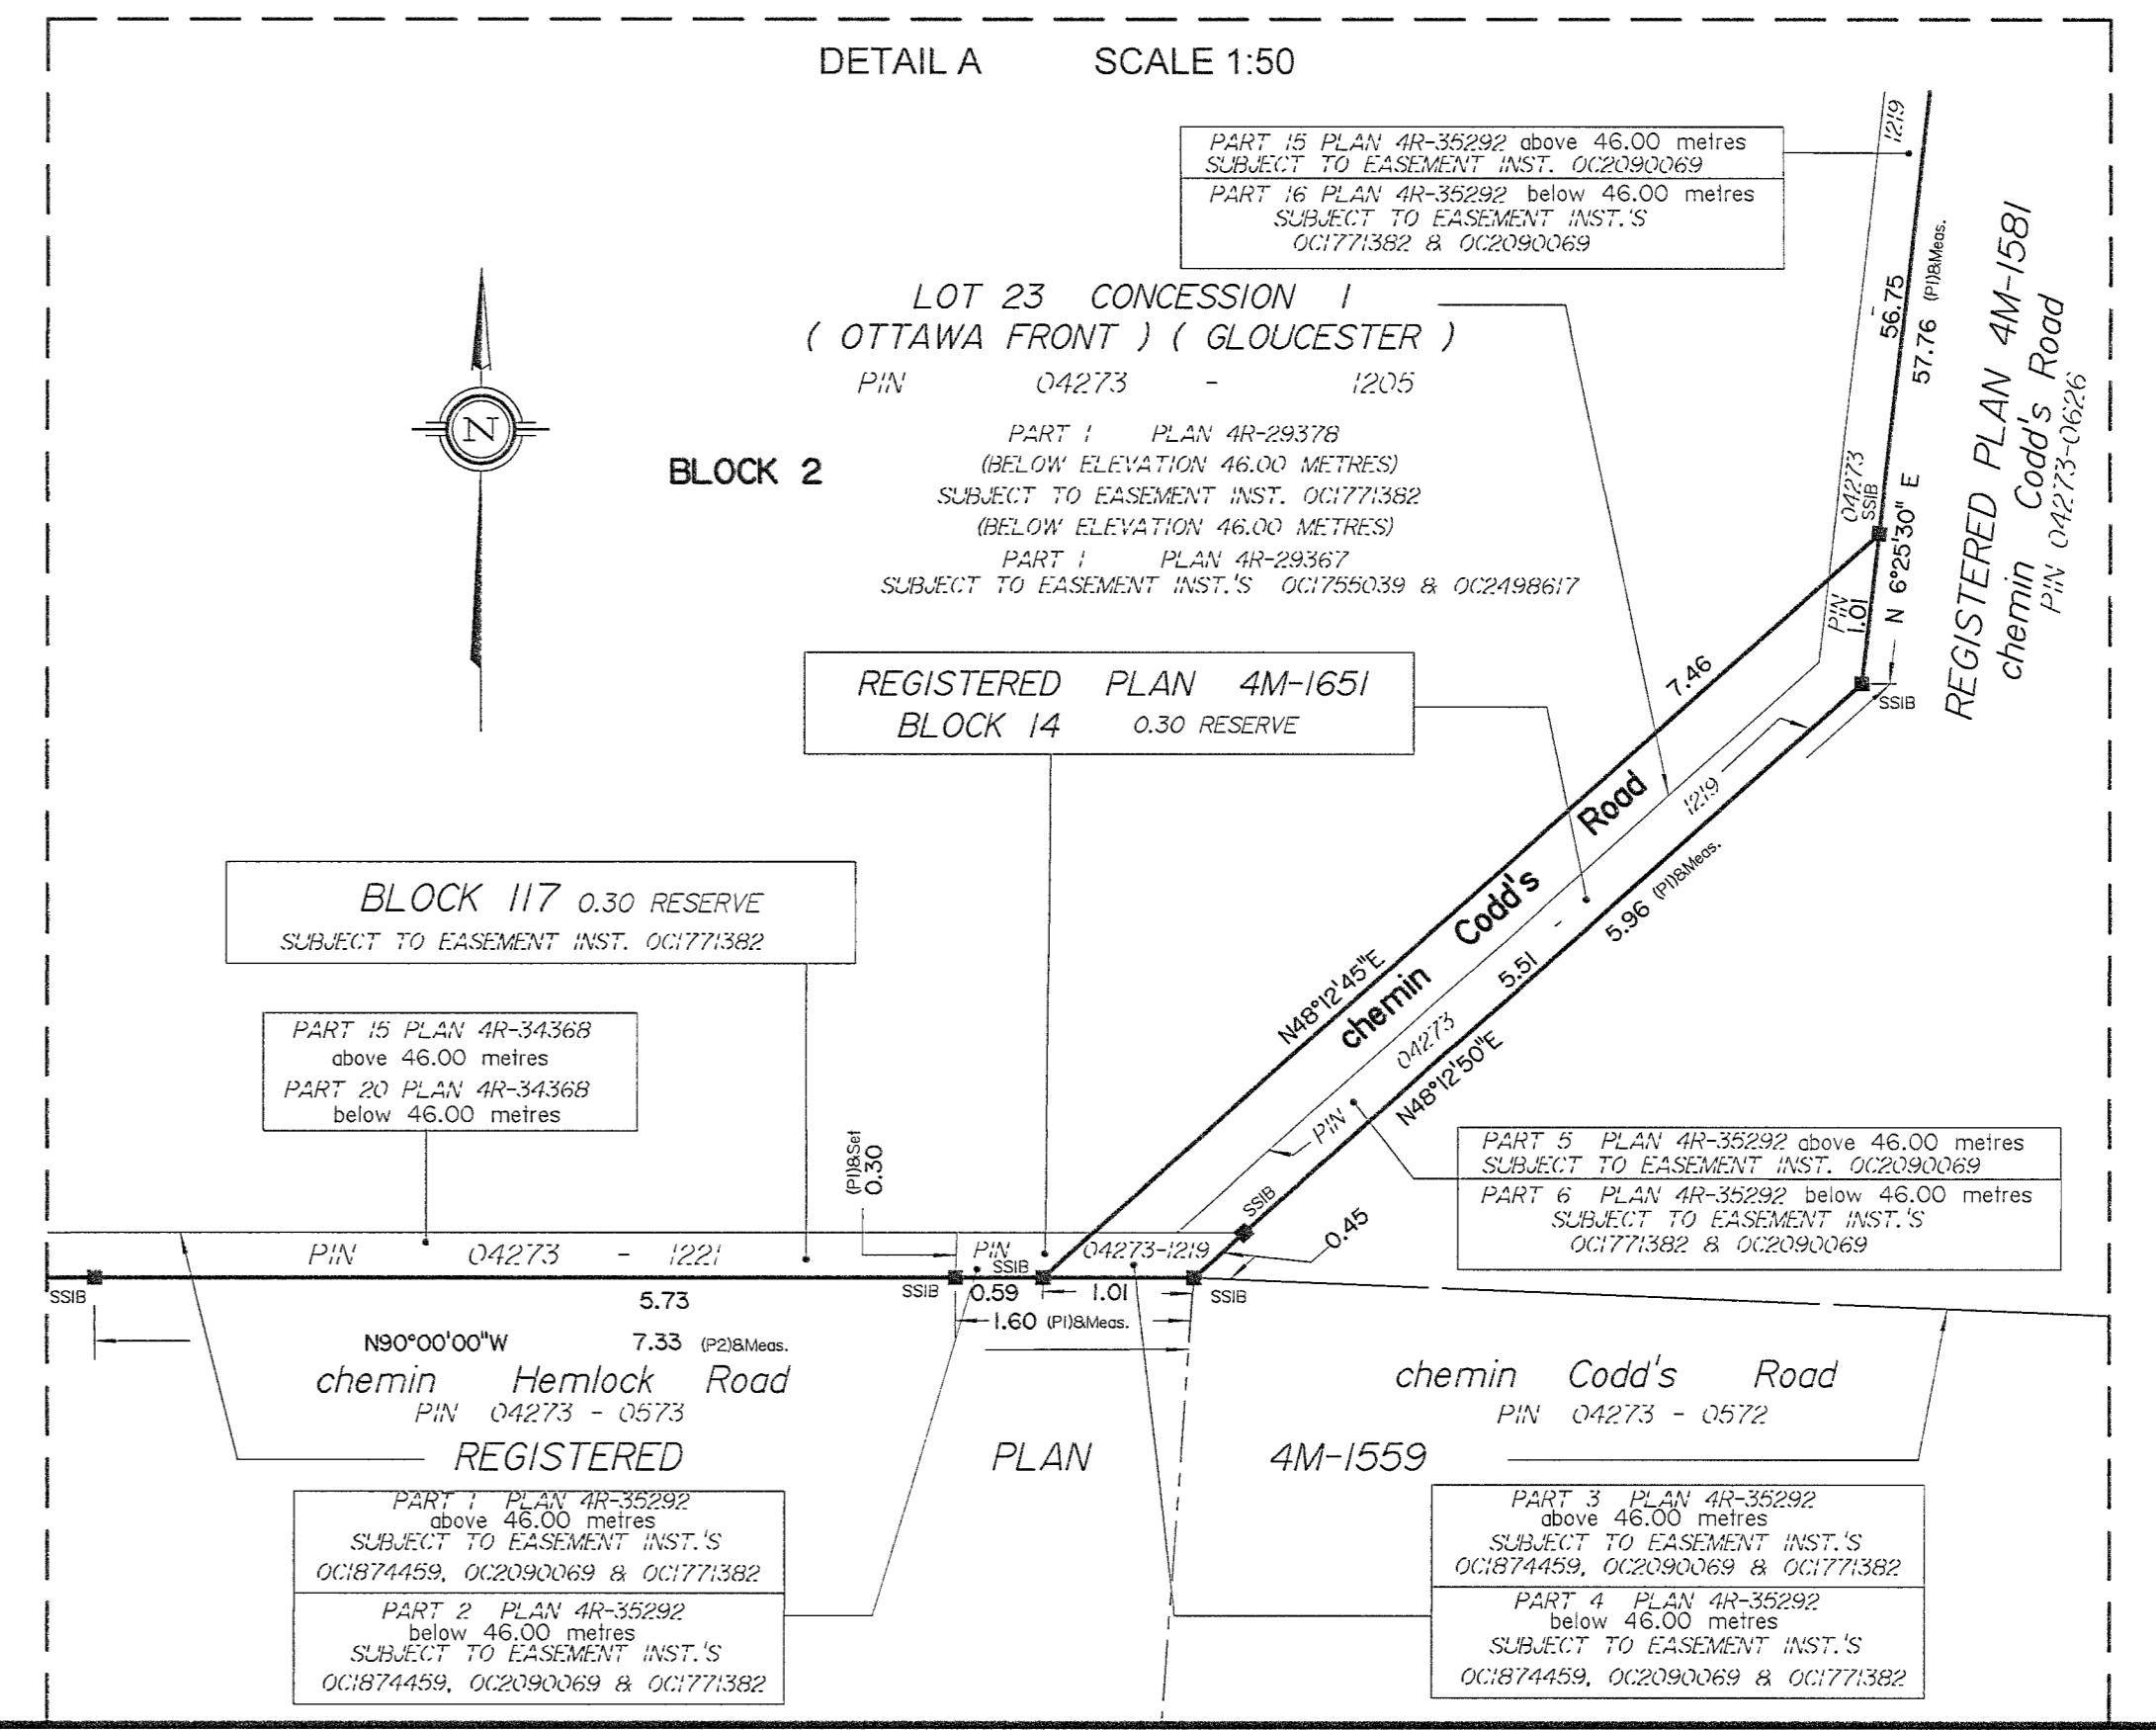 DETAIL A SCALE 1:50
PART 15 PLAN 4R-35292 above 46.00 metres
SUBJECT TO EASEMENT INST. OC2090069
PART 16 PLAN 4R-35292 below 46.00 metres
SUBJECT TO EASEMENT INST.'S
OC1771382 & OC2090069
LOT 23 CONCESSION 1
( OTTAWA FRONT ) ( GLOUCESTER )
PIN 04273 - 1205
PART 1 PLAN 4R-29378
(BELOW ELEVATION 46.00 METRES)
SUBJECT TO EASEMENT INST. OC1771382
(BELOW ELEVATION 46.00 METRES)
PART 1 PLAN 4R-29367
SUBJECT TO EASEMENT INST.'S OC1755039 & OC2498617
N
BLOCK 2
PIN 04273 - 1219
SSIB
56.75
57.76 (P1)&Meas.
N 6°25'30" E
1.01
SSIB
REGISTERED PLAN 4M-1581
chemin Codd's Road
PIN 04273-0626
REGISTERED PLAN 4M-1651
BLOCK 14 0.30 RESERVE
7.46
N48°12'45"E
chemin Codd's Road
PIN 04273 - 1219
5.51
5.96 (P1)&Meas.
N48°12'50"E
BLOCK 117 0.30 RESERVE
SUBJECT TO EASEMENT INST. OC1771382
PART 15 PLAN 4R-34368
above 46.00 metres
PART 20 PLAN 4R-34368
below 46.00 metres
(P1)&Set
0.30
PART 5 PLAN 4R-35292 above 46.00 metres
SUBJECT TO EASEMENT INST. OC2090069
PART 6 PLAN 4R-35292 below 46.00 metres
SUBJECT TO EASEMENT INST.'S
OC1771382 & OC2090069
SSIB
0.45
PIN 04273 - 1221
PIN 04273-1219
SSIB
SSIB
SSIB
SSIB
5.73
0.59
1.01
1.60 (P1)&Meas.
N90°00'00"W 7.33 (P2)&Meas.
chemin Hemlock Road
PIN 04273 - 0573
chemin Codd's Road
PIN 04273 - 0572
REGISTERED PLAN 4M-1559
PART 1 PLAN 4R-35292
above 46.00 metres
SUBJECT TO EASEMENT INST.'S
OC1874459, OC2090069 & OC1771382
PART 2 PLAN 4R-35292
below 46.00 metres
SUBJECT TO EASEMENT INST.'S
OC1874459, OC2090069 & OC1771382
PART 3 PLAN 4R-35292
above 46.00 metres
SUBJECT TO EASEMENT INST.'S
OC1874459, OC2090069 & OC1771382
PART 4 PLAN 4R-35292
below 46.00 metres
SUBJECT TO EASEMENT INST.'S
OC1874459, OC2090069 & OC1771382